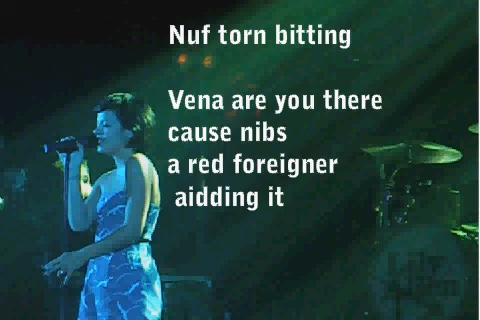 Nuf torn bitting
Vena are you there
cause nibs
a red foreigner
aidding it